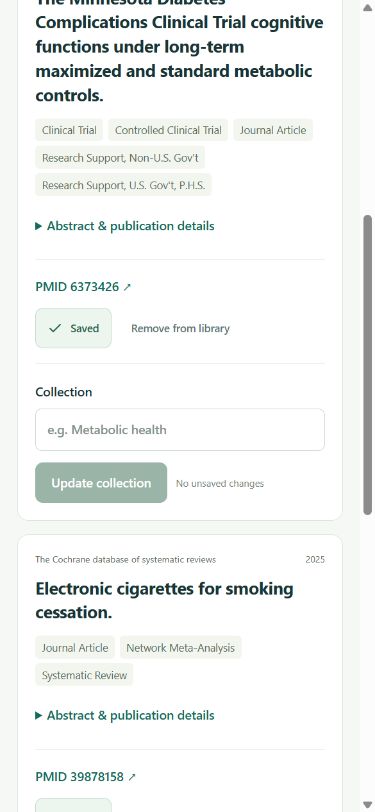 The Minnesota Diabetes
Complications Clinical Trial cognitive
functions under long-term
maximized and standard metabolic
controls.
Clinical Trial Controlled Clinical Trial Journal Article
Research Support, Non-U.S. Gov't
Research Support, U.S. Gov't, P.H.S.
▶ Abstract & publication details
PMID 6373426 ↗
✓ Saved Remove from library
Collection
e.g. Metabolic health
Update collection No unsaved changes
The Cochrane database of systematic reviews 2025
Electronic cigarettes for smoking
cessation.
Journal Article Network Meta-Analysis
Systematic Review
▶ Abstract & publication details
PMID 39878158 ↗